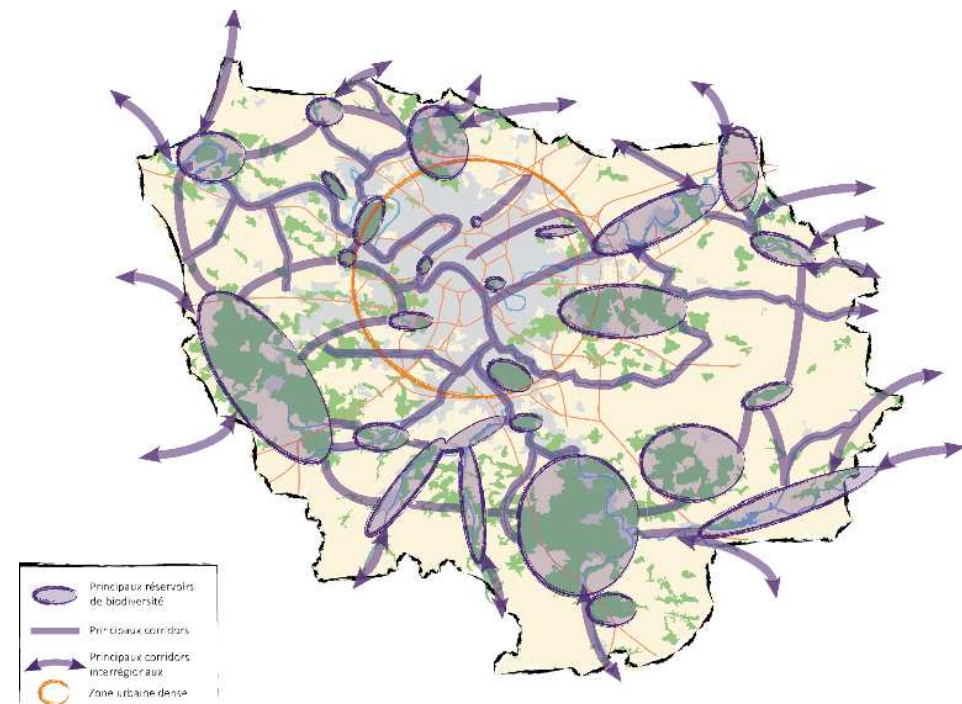 Principaux réservoirs
de biodiversité
Principaux corridors
Principaux corridors
interrégionaux
Zone urbaine dense